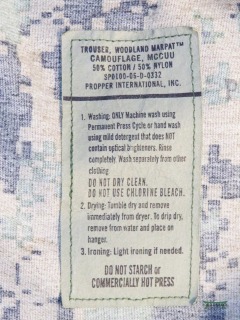 TROUSER, WOODLAND MARPAT™
CAMOUFLAGE, MCCUU
50% COTTON / 50% NYLON
SPO100-05-D-0332
PROPPER INTERNATIONAL, INC.
1. Washing: ONLY Machine wash using
Permanent Press Cycle or hand wash
using mild detergent that does NOT
contain optical brighteners. Rinse
completely. Wash separately from other
clothing
DO NOT DRY CLEAN.
DO NOT USE CHLORINE BLEACH.
2. Drying: Tumble dry and remove
immediately from dryer. To drip dry,
remove from water and place on
hanger.
3. Ironing: Light ironing if needed.
DO NOT STARCH or
COMMERCIALLY HOT PRESS